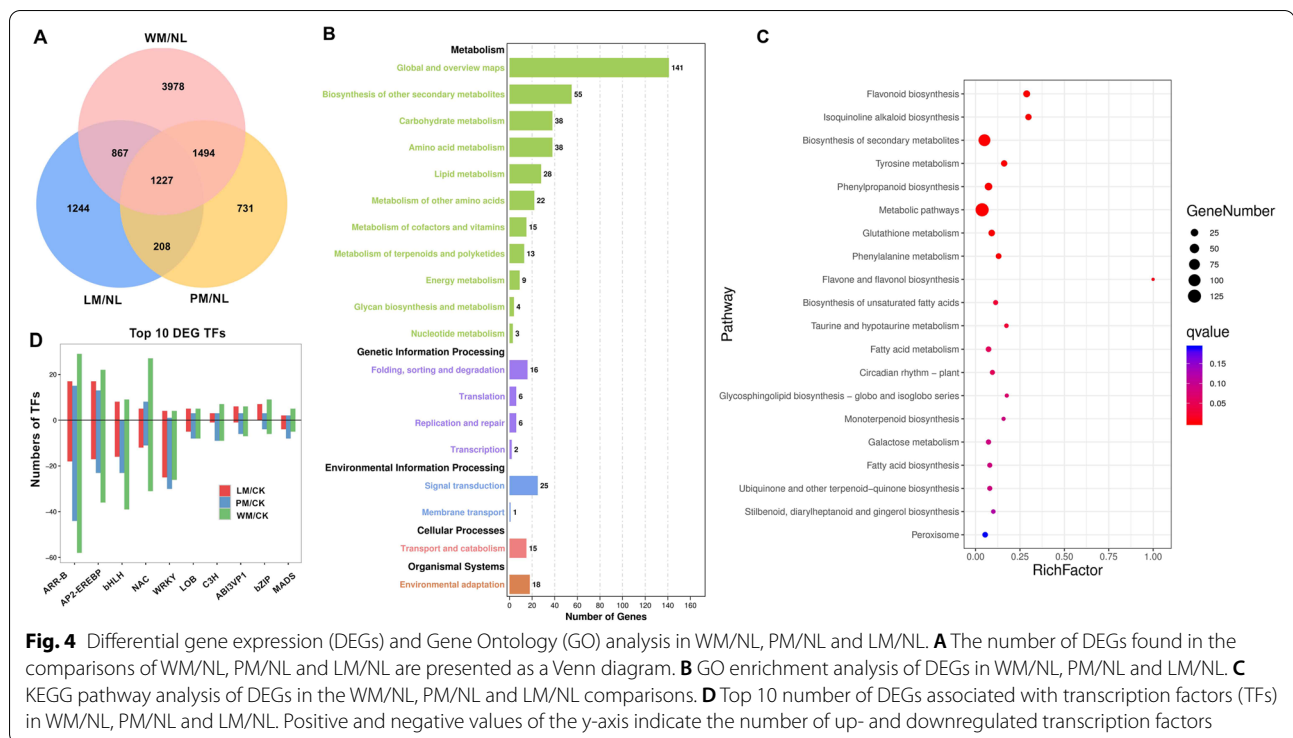 A
WM/NL
3978
867
1494
1227
1244
731
208
LM/NL
PM/NL
B
Metabolism
Global and overview maps 141
Biosynthesis of other secondary metabolites 55
Carbohydrate metabolism 38
Amino acid metabolism 38
Lipid metabolism 28
Metabolism of other amino acids 22
Metabolism of cofactors and vitamins 15
Metabolism of terpenoids and polyketides 13
Energy metabolism 9
Glycan biosynthesis and metabolism 4
Nucleotide metabolism 3
Genetic Information Processing
Folding, sorting and degradation 16
Translation 6
Replication and repair 6
Transcription 2
Environmental Information Processing
Signal transduction 25
Membrane transport 1
Cellular Processes
Transport and catabolism 15
Organismal Systems
Environmental adaptation 18
0 20 40 60 80 100 120 140 160
Number of Genes
C
Pathway
Flavonoid biosynthesis
Isoquinoline alkaloid biosynthesis
Biosynthesis of secondary metabolites
Tyrosine metabolism
Phenylpropanoid biosynthesis
Metabolic pathways
Glutathione metabolism
Phenylalanine metabolism
Flavone and flavonol biosynthesis
Biosynthesis of unsaturated fatty acids
Taurine and hypotaurine metabolism
Fatty acid metabolism
Circadian rhythm − plant
Glycosphingolipid biosynthesis − globo and isoglobo series
Monoterpenoid biosynthesis
Galactose metabolism
Fatty acid biosynthesis
Ubiquinone and other terpenoid−quinone biosynthesis
Stilbenoid, diarylheptanoid and gingerol biosynthesis
Peroxisome
0.00 0.25 0.50 0.75 1.00
RichFactor
GeneNumber
25
50
75
100
125
qvalue
0.15
0.10
0.05
D
Top 10 DEG TFs
Numbers of TFs
20
0
−20
−40
−60
LM/CK
PM/CK
WM/CK
ARR-B AP2-EREBP bHLH NAC WRKY LOB C3H ABI3VP1 bZIP MADS
Fig. 4 Differential gene expression (DEGs) and Gene Ontology (GO) analysis in WM/NL, PM/NL and LM/NL. A The number of DEGs found in the
comparisons of WM/NL, PM/NL and LM/NL are presented as a Venn diagram. B GO enrichment analysis of DEGs in WM/NL, PM/NL and LM/NL. C
KEGG pathway analysis of DEGs in the WM/NL, PM/NL and LM/NL comparisons. D Top 10 number of DEGs associated with transcription factors (TFs)
in WM/NL, PM/NL and LM/NL. Positive and negative values of the y-axis indicate the number of up- and downregulated transcription factors